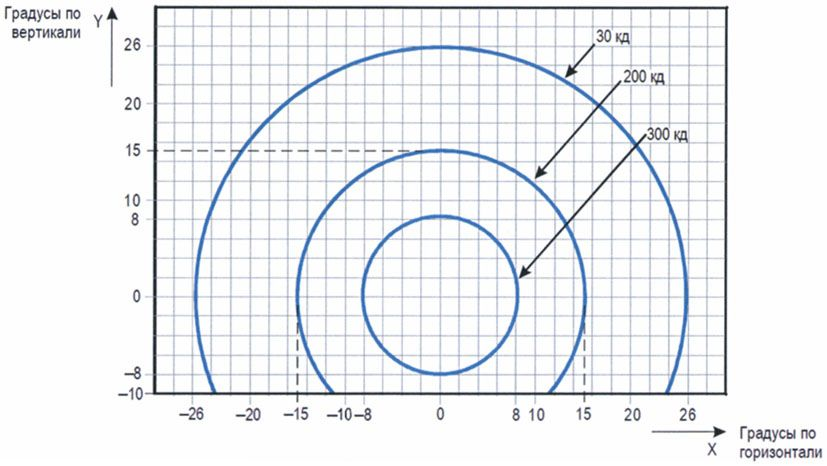 Градусы по
вертикали
Y
30 кд
200 кд
300 кд
26
20
15
10
8
0
–8
–10
–26 –20 –15 –10 –8 0 8 10 15 20 26
X
Градусы по
горизонтали